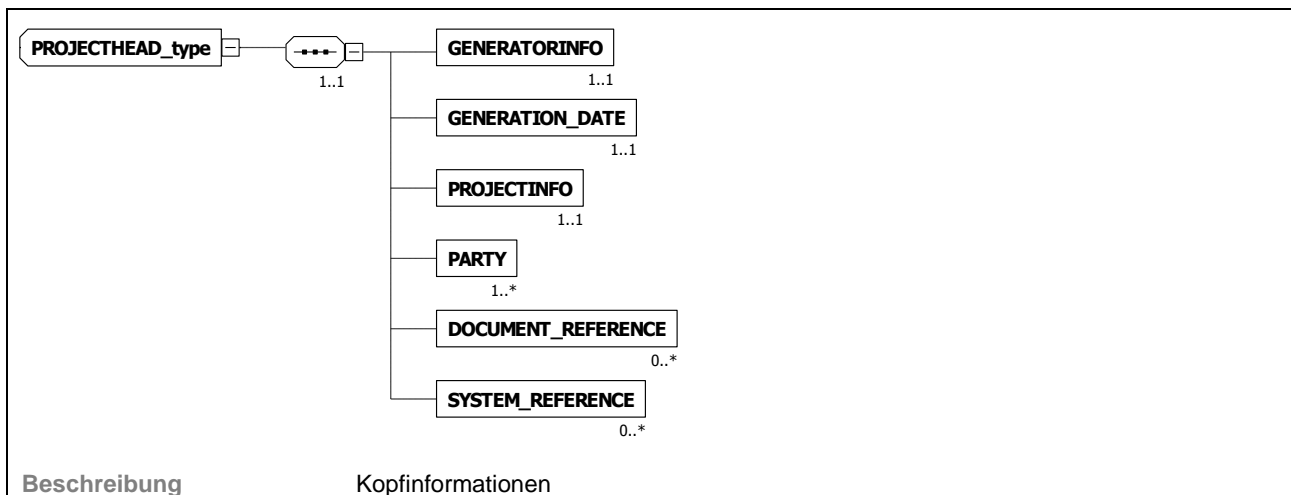 PROJECTHEAD_type
1..1
GENERATORINFO
1..1
GENERATION_DATE
1..1
PROJECTINFO
1..1
PARTY
1..*
DOCUMENT_REFERENCE
0..*
SYSTEM_REFERENCE
0..*
Beschreibung Kopfinformationen